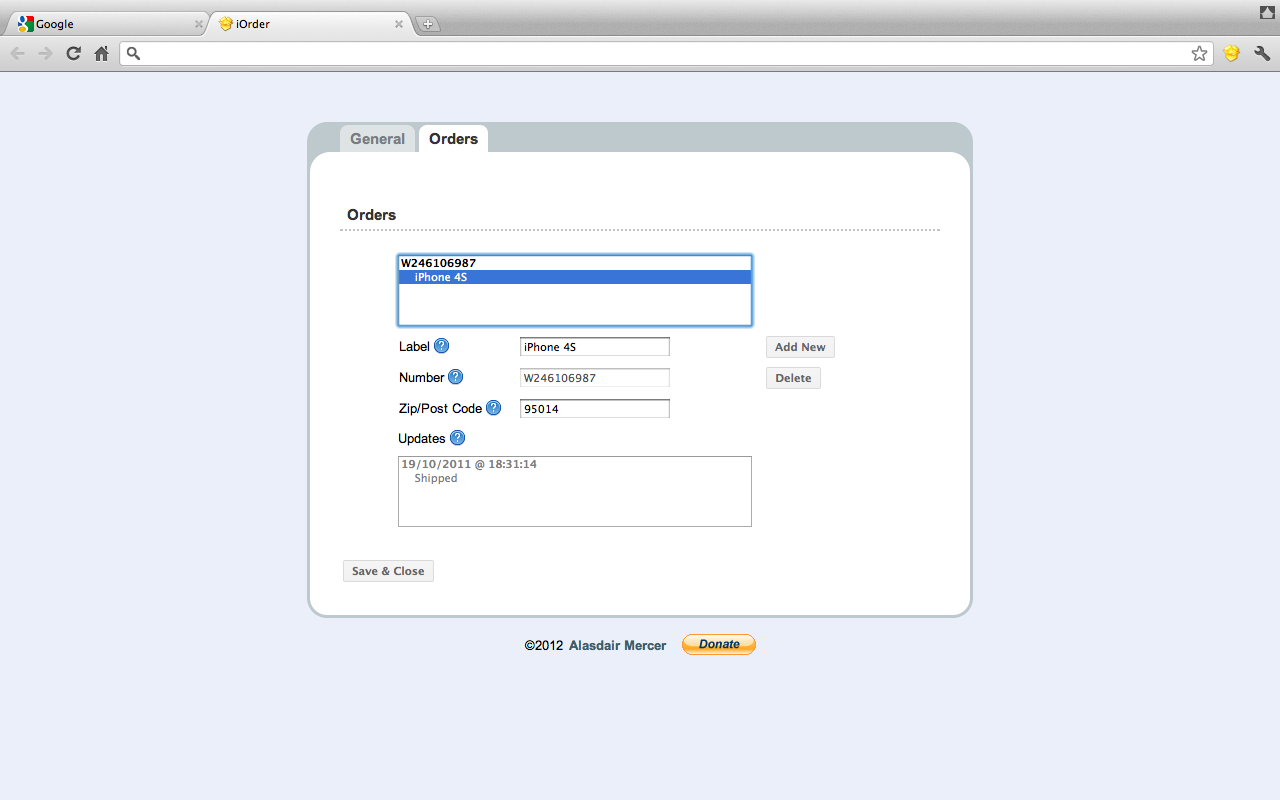 Google
iOrder
General
Orders
Orders
W246106987
iPhone 4S
Label
iPhone 4S
Add New
Number
W246106987
Delete
Zip/Post Code
95014
Updates
19/10/2011 @ 18:31:14
Shipped
Save & Close
©2012 Alasdair Mercer
Donate